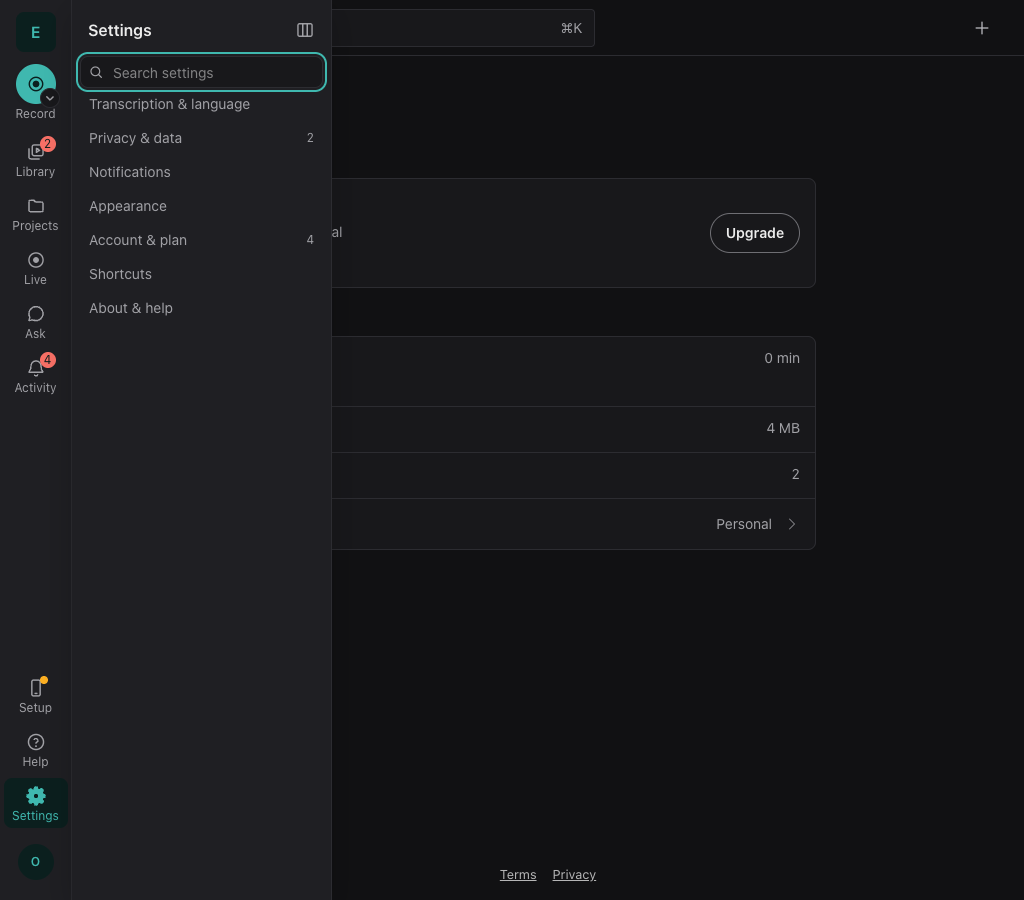 E
Record
2
Library
Projects
Live
Ask
4
Activity
Setup
Help
Settings
O
Settings
Search settings
Transcription & language
Privacy & data 2
Notifications
Appearance
Account & plan 4
Shortcuts
About & help
⌘K
al
Upgrade
0 min
4 MB
2
Personal
Terms Privacy